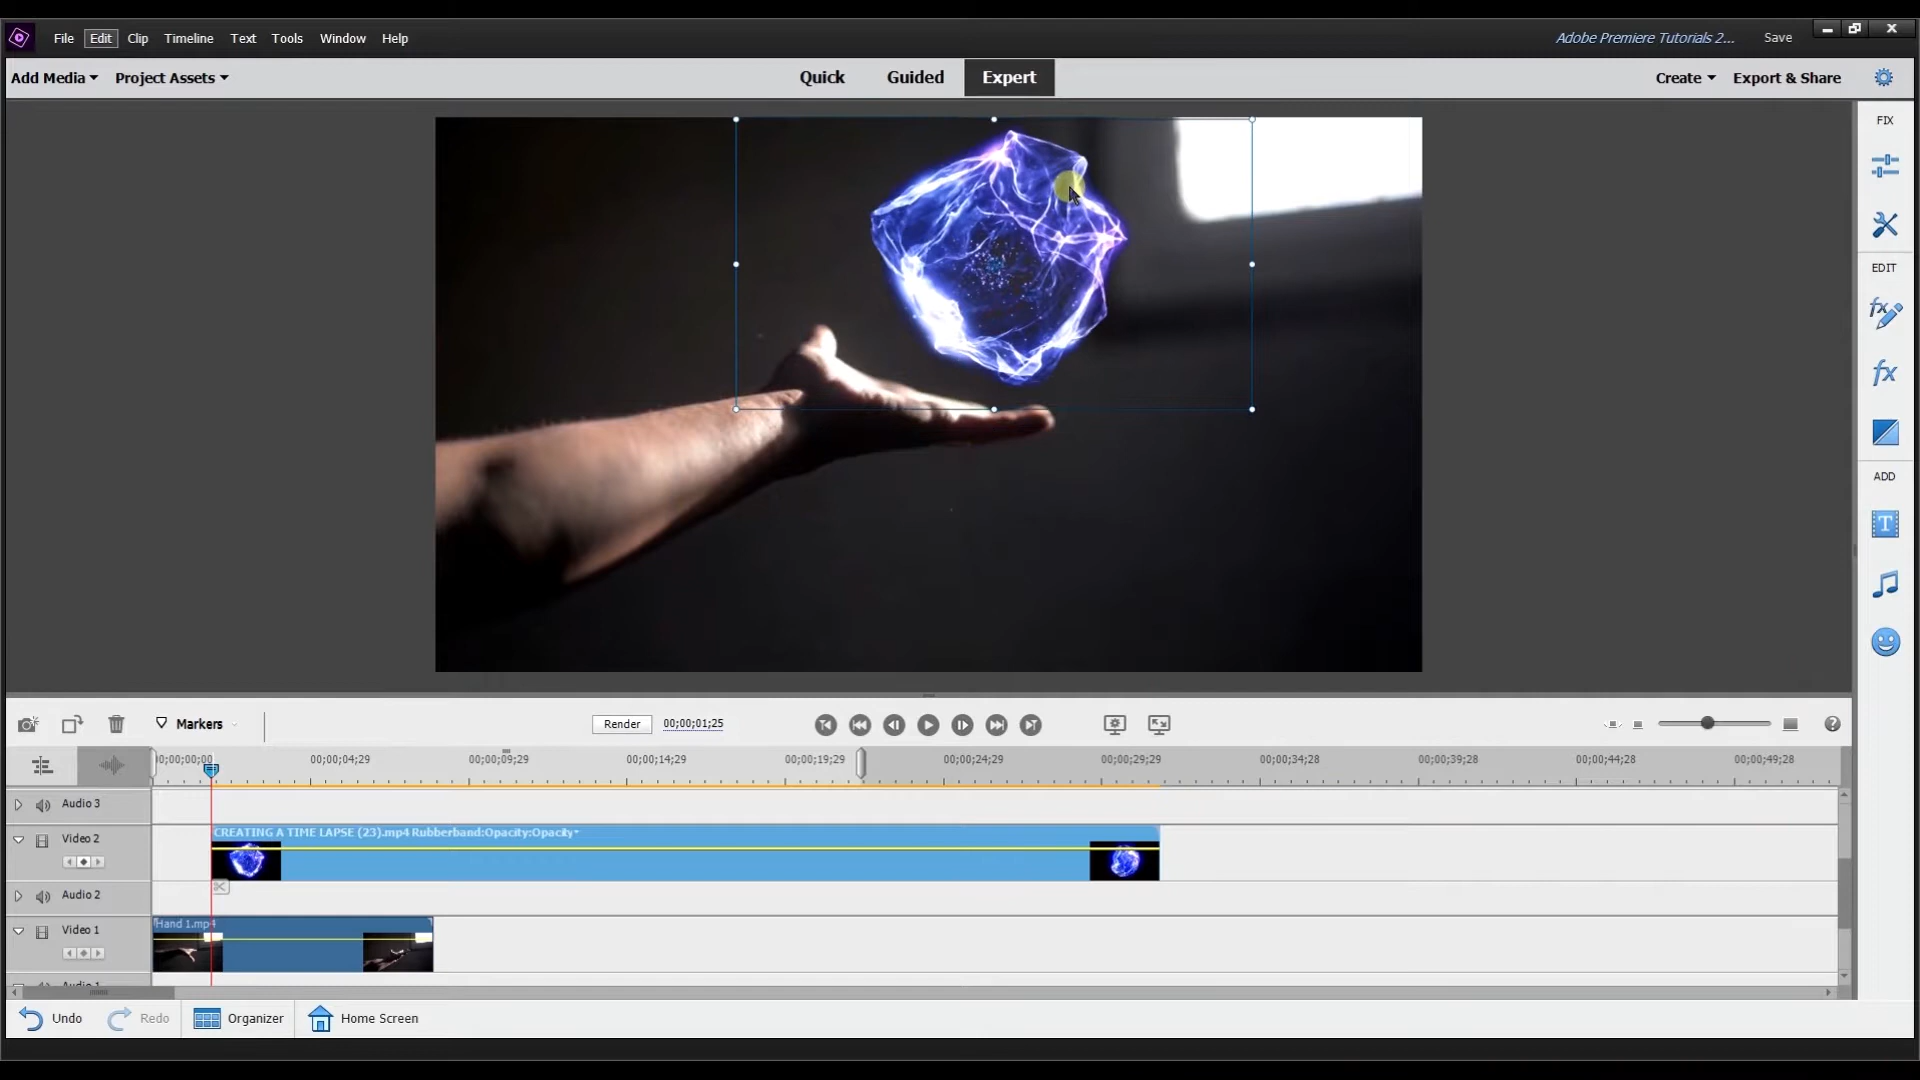 File Edit Clip Timeline Text Tools Window Help
Adobe Premiere Tutorials 2... Save
Add Media Project Assets
Quick Guided Expert
Create Export & Share
FIX
EDIT
ADD
Markers
Render 00;00;01;25
00;00;00;00 00;00;04;29 00;00;09;29 00;00;14;29 00;00;19;29 00;00;24;29 00;00;29;29 00;00;34;28 00;00;39;28 00;00;44;28 00;00;49;28
Audio 3
CREATING A TIME LAPSE (23).mp4 Rubberband:Opacity:Opacity
Video 2
Audio 2
Hand 1.mp4
Video 1
Undo Redo Organizer Home Screen